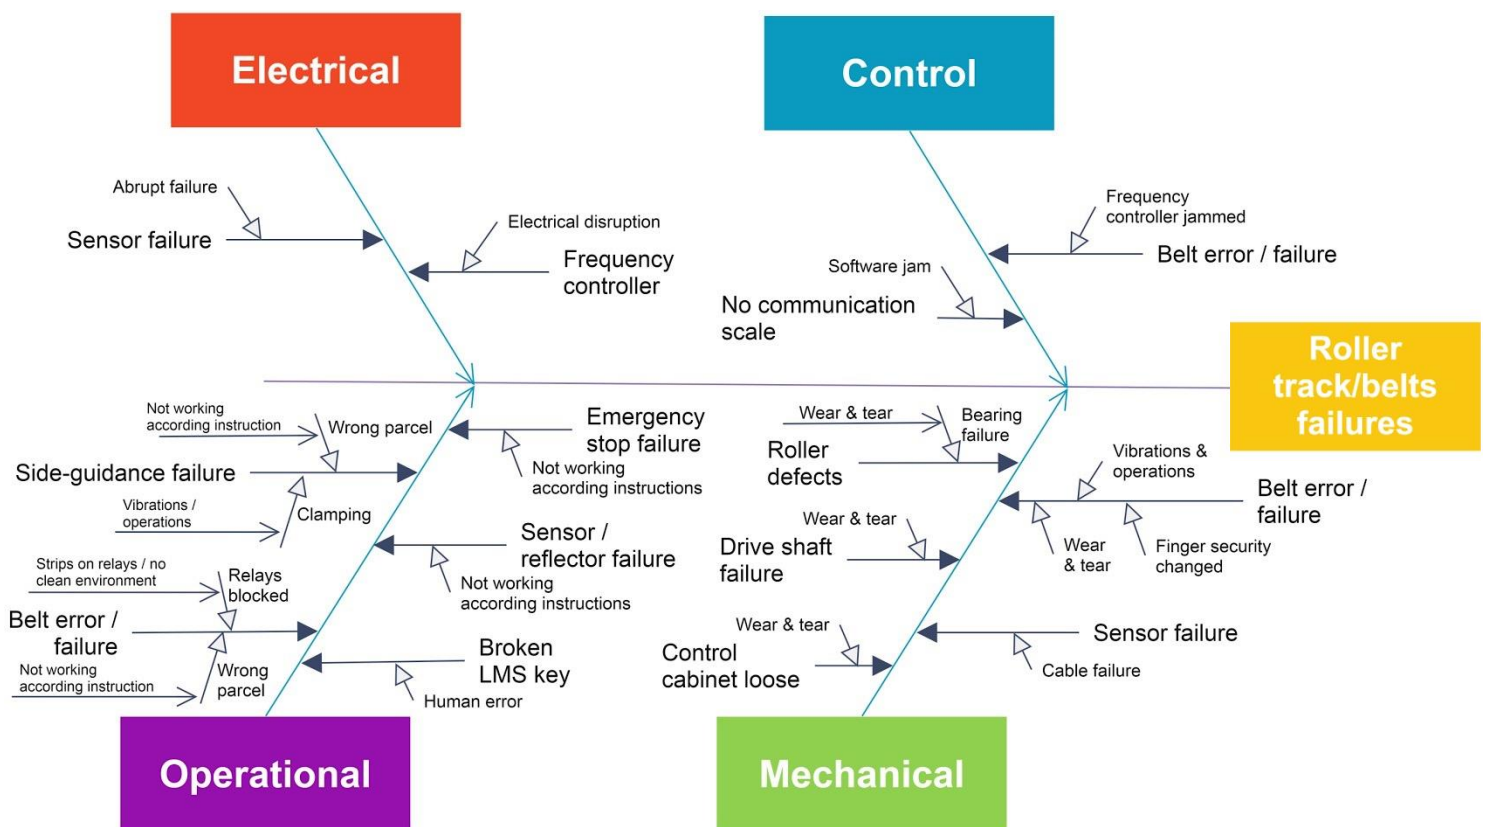 Electrical
Control
Abrupt failure
Sensor failure
Electrical disruption
Frequency
controller
Frequency
controller jammed
Belt error / failure
Software jam
No communication
scale
Roller
track/belts
failures
Not working
according instruction
Wrong parcel
Side-guidance failure
Vibrations /
operations
Clamping
Emergency
stop failure
Not working
according instructions
Sensor /
reflector failure
Not working
according instructions
Strips on relays / no
clean environment
Relays
blocked
Belt error /
failure
Not working
according instruction
Wrong
parcel
Broken
LMS key
Human error
Wear & tear
Bearing
failure
Roller
defects
Vibrations &
operations
Belt error /
failure
Wear
& tear
Finger security
changed
Wear & tear
Drive shaft
failure
Wear & tear
Control
cabinet loose
Sensor failure
Cable failure
Operational
Mechanical